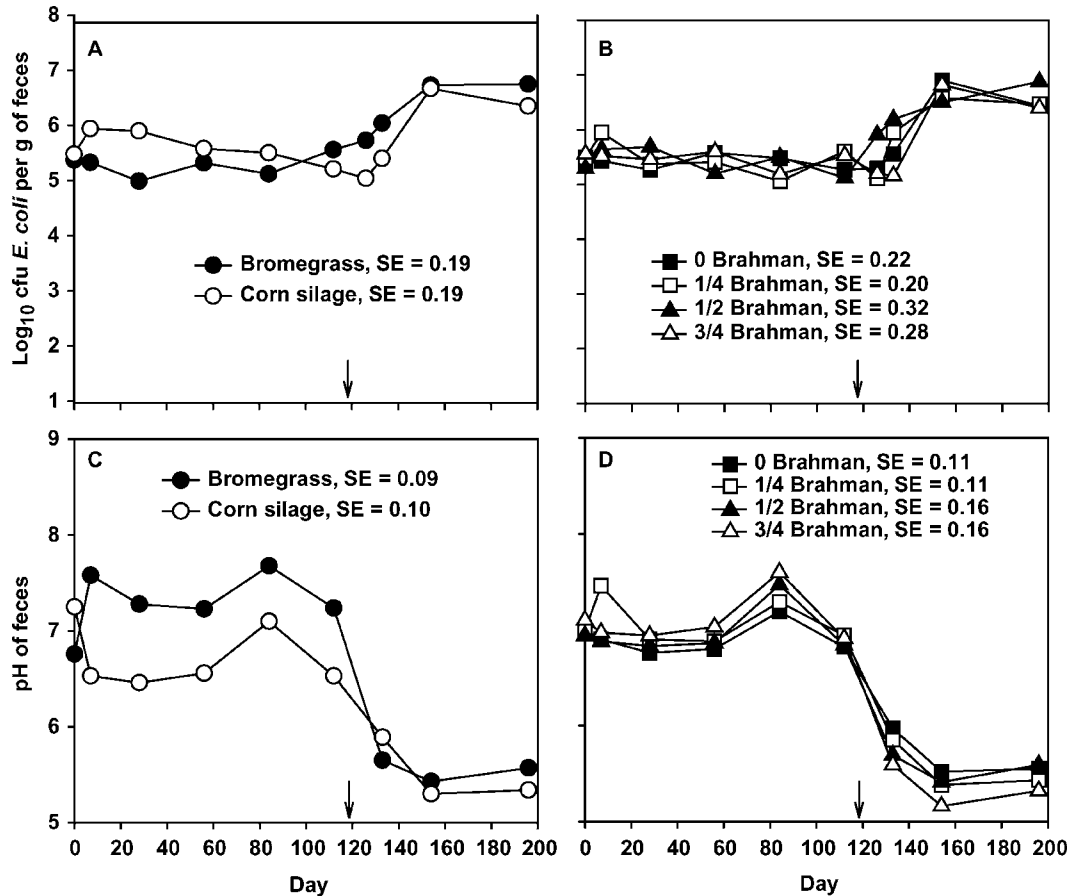 A
8
7
6
5
4
3
2
1
Log10 cfu E. coli per g of feces
Bromegrass, SE = 0.19
Corn silage, SE = 0.19
B
0 Brahman, SE = 0.22
1/4 Brahman, SE = 0.20
1/2 Brahman, SE = 0.32
3/4 Brahman, SE = 0.28
C
9
8
7
6
5
pH of feces
Bromegrass, SE = 0.09
Corn silage, SE = 0.10
0 20 40 60 80 100 120 140 160 180 200
Day
D
0 Brahman, SE = 0.11
1/4 Brahman, SE = 0.11
1/2 Brahman, SE = 0.16
3/4 Brahman, SE = 0.16
0 20 40 60 80 100 120 140 160 180 200
Day